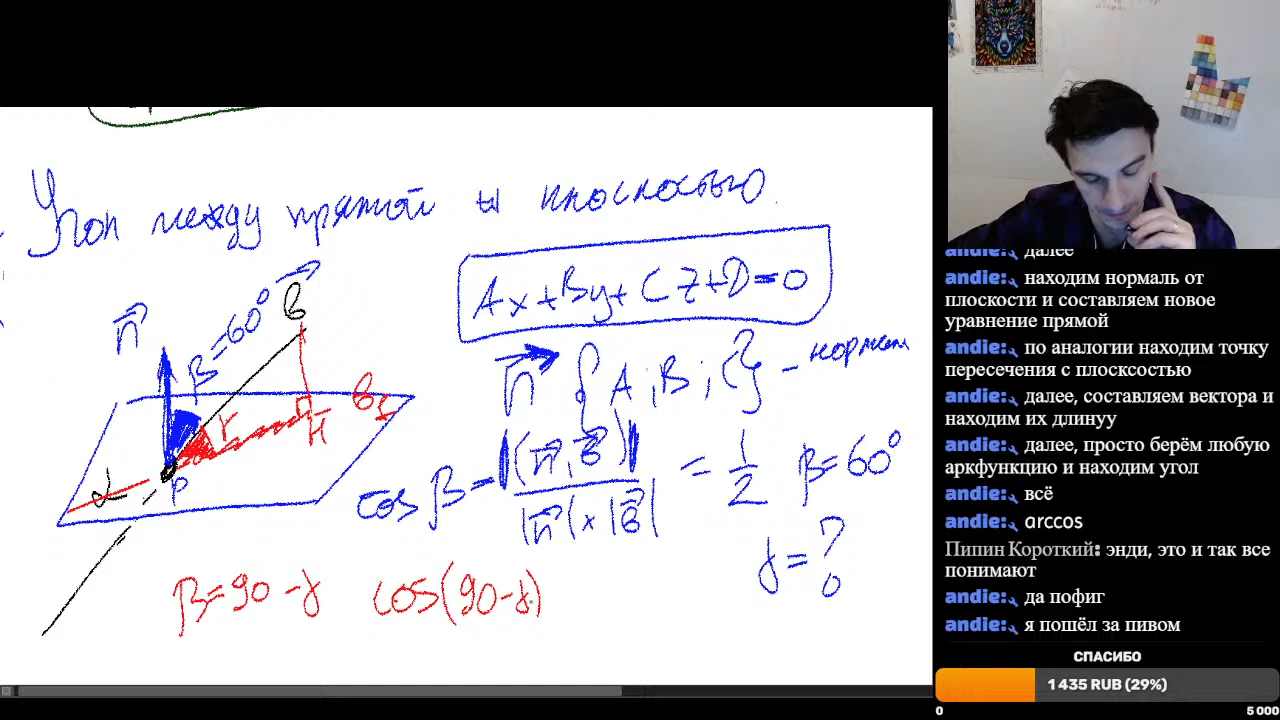 Угол между прямой и плоскостью.
Ax+By+Cz+D=0
n {A;B;C} - нормаль
n β=60° b
γ H b₁
α P
cos β = |(n,b)| / |n|×|b| = 1/2 β=60°
γ=?
β=90-γ cos(90-γ)
andie: далее
andie: находим нормаль от
плоскости и составляем новое
уравнение прямой
andie: по аналогии находим точку
пересечения с плоскостью
andie: далее, составляем вектора и
находим их длинуу
andie: далее, просто берём любую
аркфункцию и находим угол
andie: всё
andie: arccos
Пипин Короткий: энди, это и так все
понимают
andie: да пофиг
andie: я пошёл за пивом
СПАСИБО
1 435 RUB (29%)
0 5 000